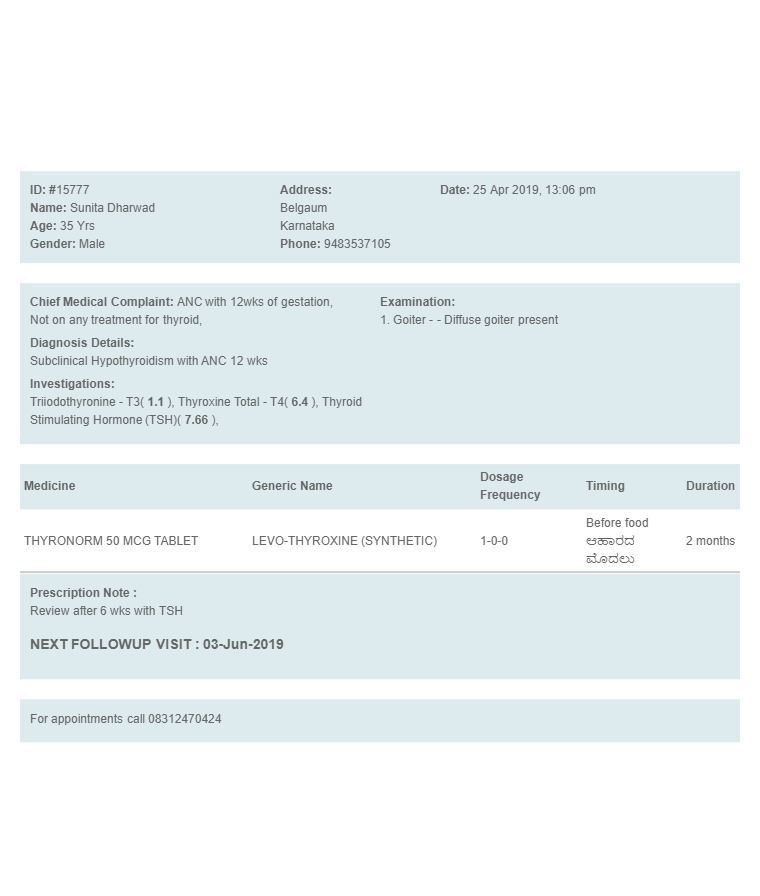 ID: #15777
Name: Sunita Dharwad
Age: 35 Yrs
Gender: Male
Address:
Belgaum
Karnataka
Phone: 9483537105
Date: 25 Apr 2019, 13:06 pm
Chief Medical Complaint: ANC with 12wks of gestation,
Not on any treatment for thyroid,
Diagnosis Details:
Subclinical Hypothyroidism with ANC 12 wks
Investigations:
Triiodothyronine - T3( 1.1 ), Thyroxine Total - T4( 6.4 ), Thyroid
Stimulating Hormone (TSH)( 7.66 ),
Examination:
1. Goiter - - Diffuse goiter present
Medicine Generic Name Dosage Frequency Timing Duration
THYRONORM 50 MCG TABLET LEVO-THYROXINE (SYNTHETIC) 1-0-0 Before food ಆಹಾರದ ಮೊದಲು 2 months
Prescription Note :
Review after 6 wks with TSH
NEXT FOLLOWUP VISIT : 03-Jun-2019
For appointments call 08312470424